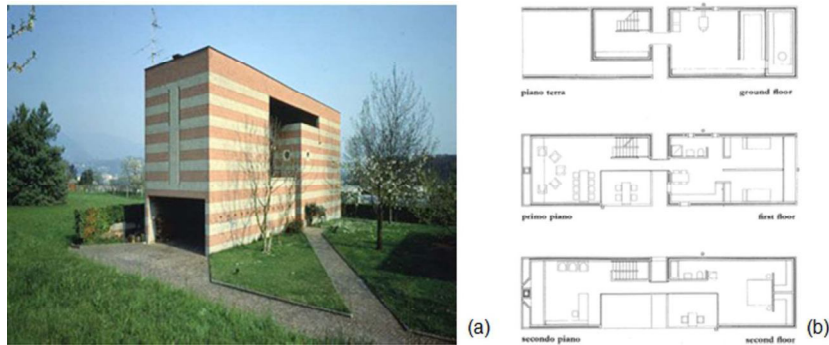 piano terra ground floor
primo piano first floor
(a) (b)
secondo piano second floor